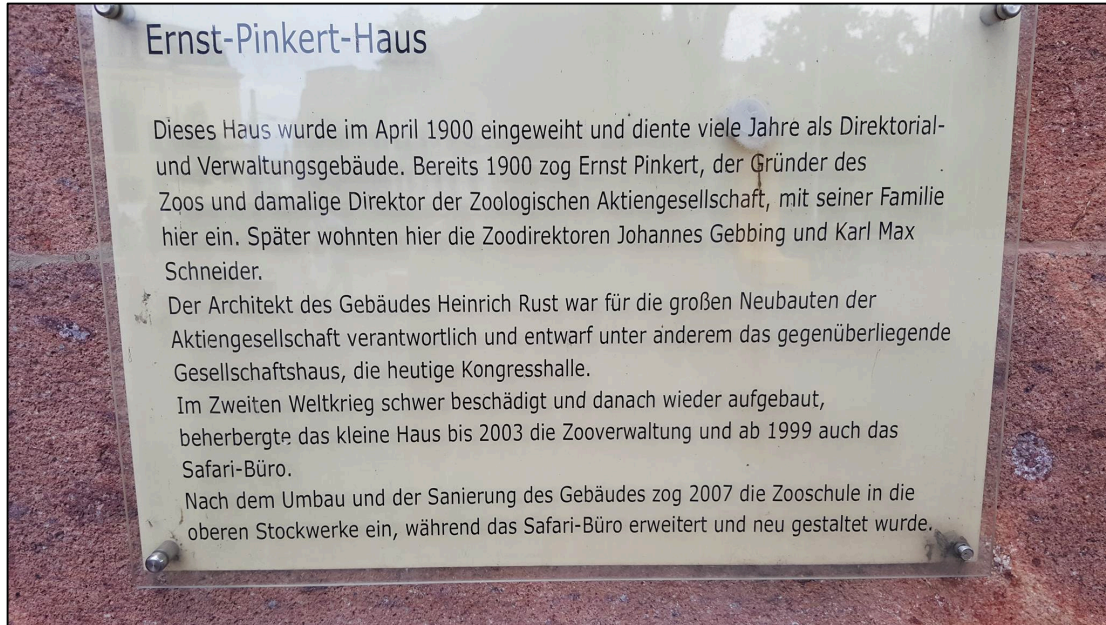 Ernst-Pinkert-Haus
Dieses Haus wurde im April 1900 eingeweiht und diente viele Jahre als Direktorial-
und Verwaltungsgebäude. Bereits 1900 zog Ernst Pinkert, der Gründer des
Zoos und damalige Direktor der Zoologischen Aktiengesellschaft, mit seiner Familie
hier ein. Später wohnten hier die Zoodirektoren Johannes Gebbing und Karl Max
Schneider.
Der Architekt des Gebäudes Heinrich Rust war für die großen Neubauten der
Aktiengesellschaft verantwortlich und entwarf unter anderem das gegenüberliegende
Gesellschaftshaus, die heutige Kongresshalle.
Im Zweiten Weltkrieg schwer beschädigt und danach wieder aufgebaut,
beherbergte das kleine Haus bis 2003 die Zooverwaltung und ab 1999 auch das
Safari-Büro.
Nach dem Umbau und der Sanierung des Gebäudes zog 2007 die Zooschule in die
oberen Stockwerke ein, während das Safari-Büro erweitert und neu gestaltet wurde.